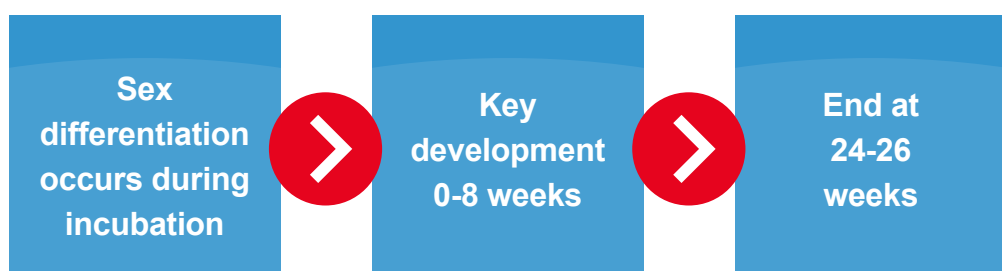 Sex
differentiation
occurs during
incubation
Key
development
0-8 weeks
End at
24-26
weeks